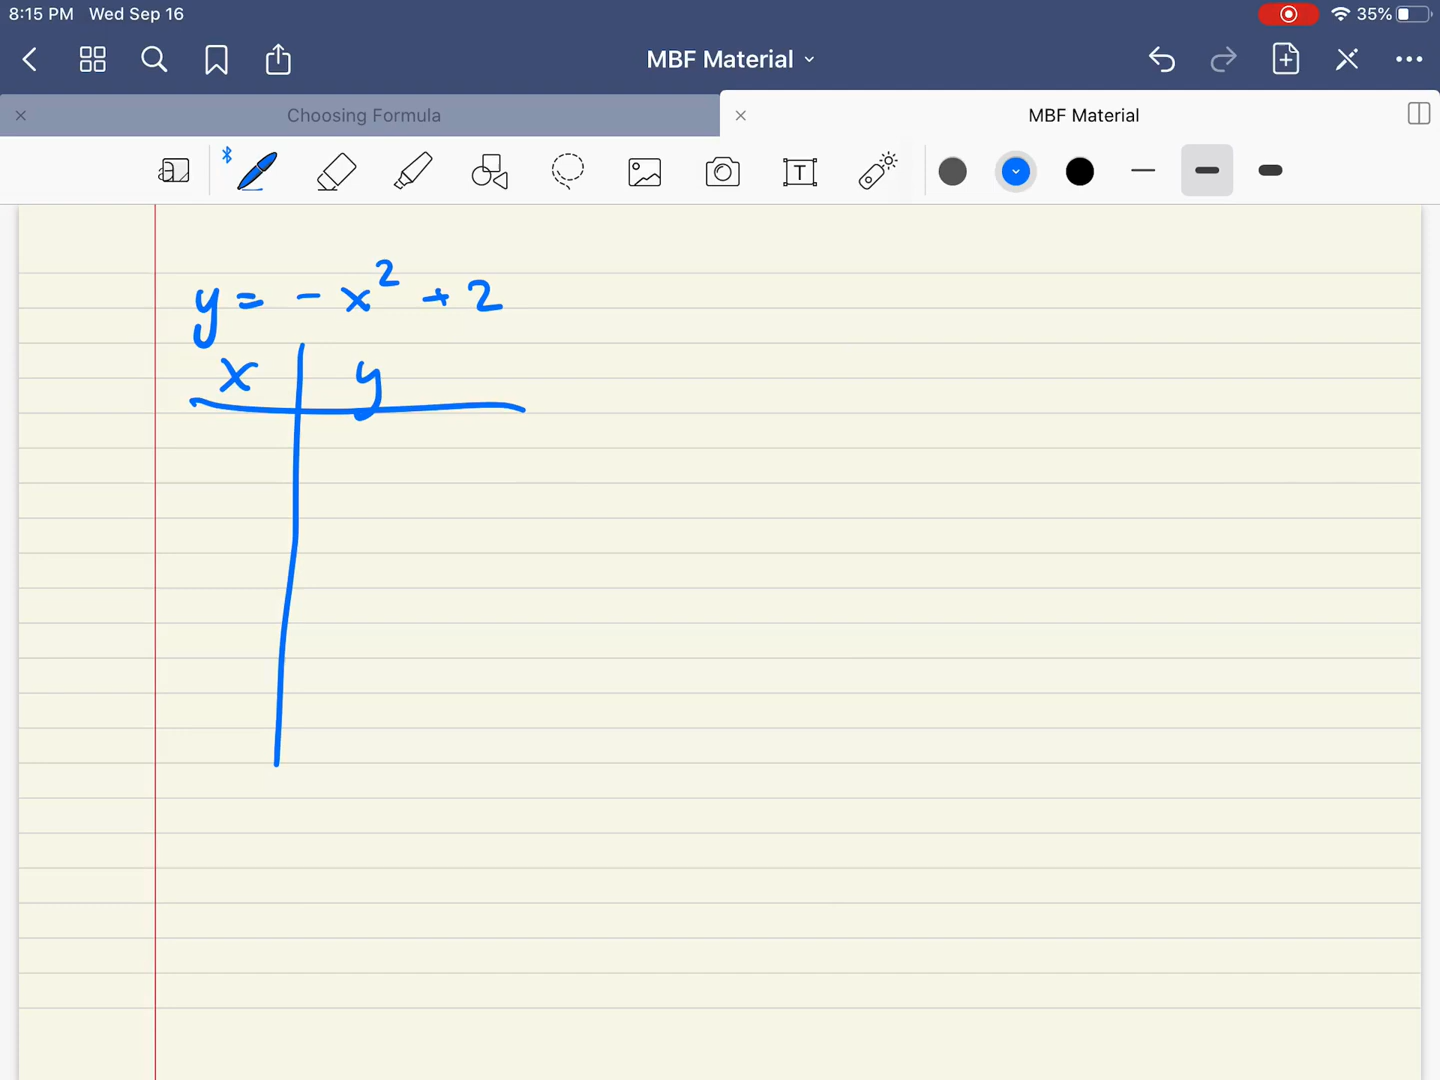 8:15 PM Wed Sep 16 35%
MBF Material
Choosing Formula MBF Material
T
y = - x² + 2
x y